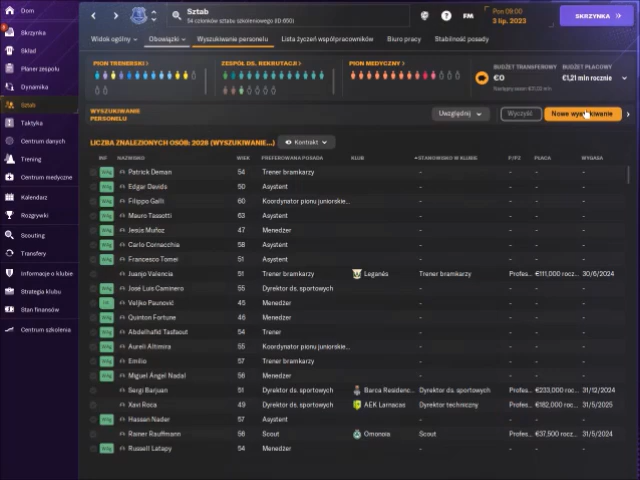 Dom
Skrzynka
Skład
Planer zespołu
Dynamika
Sztab
Taktyka
Centrum danych
Trening
Centrum medyczne
Kalendarz
Rozgrywki
Scouting
Transfery
Informacje o klubie
Strategia klubu
Stan finansów
Centrum szkolenia
Sztab
54 członków sztabu szkoleniowego (ID 650)
FM
Pon 09:00
3 lip. 2023
SKRZYNKA
Widok ogólny
Obowiązki
Wyszukiwanie personelu
Lista życzeń współpracowników
Biuro pracy
Stabilność posady
PION TRENERSKI
ZESPÓŁ DS. REKRUTACJI
PION MEDYCZNY
BUDŻET TRANSFEROWY
€0
BUDŻET PŁACOWY
€1,21 mln rocznie
WYSZUKIWANIE PERSONELU
Uwzględnij
Wyczyść
Nowe wyszukiwanie
LICZBA ZNALEZIONYCH OSÓB: 2028 (WYSZUKIWANIE...)
Kontrakt
INF NAZWISKO WIEK PREFEROWANA POSADA KLUB STANOWISKO W KLUBIE P/PZ PŁACA WYGASA
Patrick Deman 54 Trener bramkarzy - - - -
Edgar Davids 50 Asystent - - - -
Filippo Galli 60 Koordynator pionu juniorskie... - - - -
Mauro Tassotti 63 Asystent - - - -
Jesús Muñoz 47 Menedżer - - - -
Carlo Cornacchia 58 Asystent - - - -
Francesco Tomei 51 Asystent - - - -
Juanjo Valencia 51 Trener bramkarzy Leganés Trener bramkarzy Profes... €111,000 rocz... 30/6/2024
José Luis Caminero 55 Dyrektor ds. sportowych - - - -
Veljko Paunović 45 Menedżer - - - -
Quinton Fortune 46 Menedżer - - - -
Abdelhafid Tasfaout 54 Trener - - - -
Aureli Altimira 55 Koordynator pionu juniorskie... - - - -
Emilio 57 Trener bramkarzy - - - -
Miguel Ángel Nadal 56 Menedżer - - - -
Sergi Barjuan 51 Dyrektor ds. sportowych Barca Residenc... Dyrektor ds. sportowych Profes... €233,000 roc... 31/12/2024
Xavi Roca 49 Dyrektor ds. sportowych AEK Larnacas Dyrektor techniczny Profes... €182,000 roc... 31/5/2025
Hassan Nader 57 Asystent - - - -
Rainer Rauffmann 56 Scout Omonoia Scout Profes... €37,500 rocz... 31/5/2024
Russell Latapy 54 Menedżer - - - -